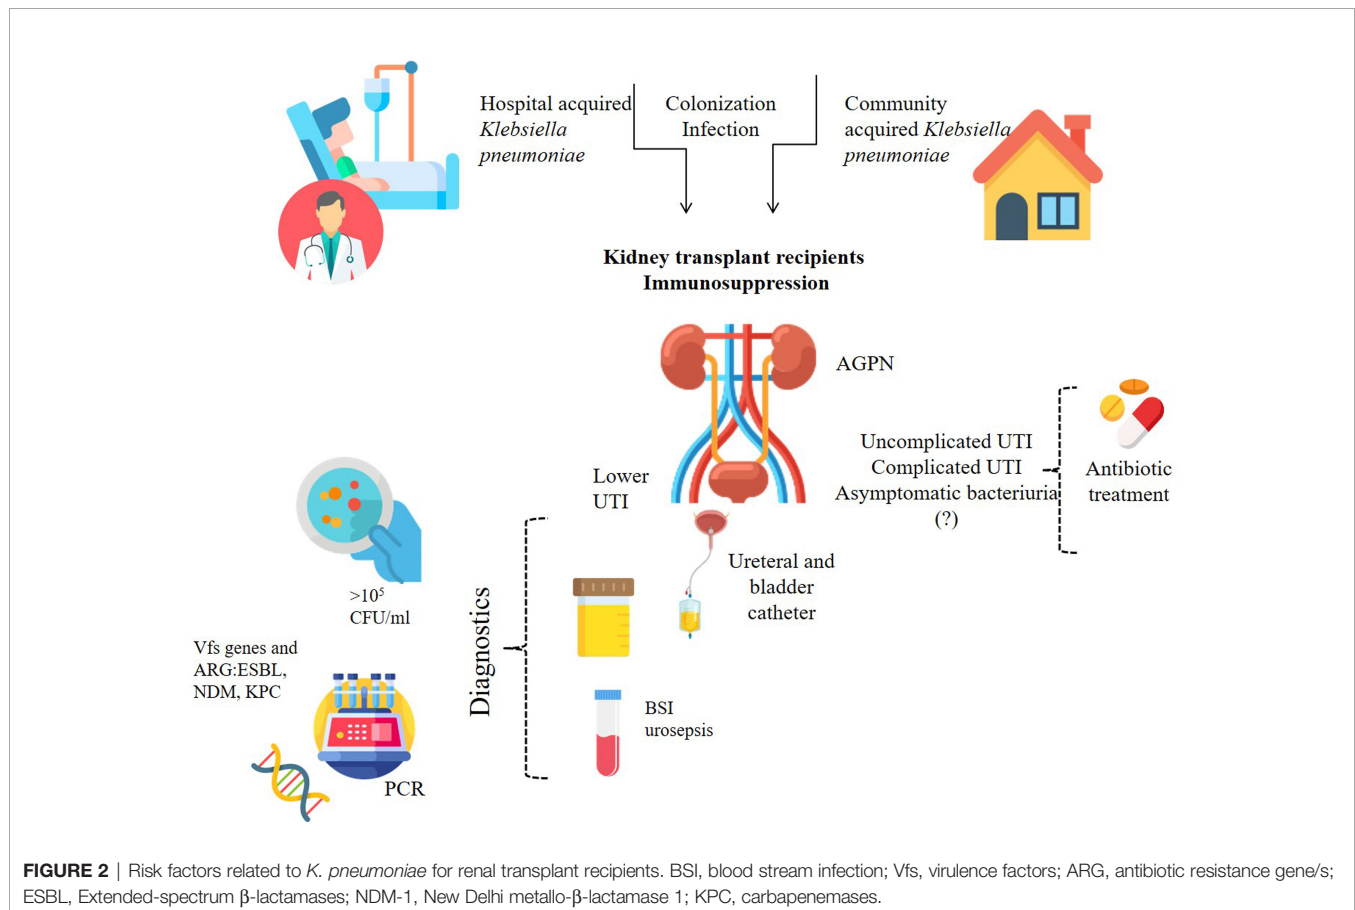 Hospital acquired
Klebsiella
pneumoniae
Colonization
Infection
Community
acquired Klebsiella
pneumoniae
Kidney transplant recipients
Immunosuppression
AGPN
Lower
UTI
Uncomplicated UTI
Complicated UTI
Asymptomatic bacteriuria
(?)
Antibiotic
treatment
Ureteral and
bladder
catheter
>10⁵
CFU/ml
Diagnostics
Vfs genes and
ARG:ESBL,
NDM, KPC
PCR
BSI
urosepsis
FIGURE 2 | Risk factors related to K. pneumoniae for renal transplant recipients. BSI, blood stream infection; Vfs, virulence factors; ARG, antibiotic resistance gene/s;
ESBL, Extended-spectrum β-lactamases; NDM-1, New Delhi metallo-β-lactamase 1; KPC, carbapenemases.